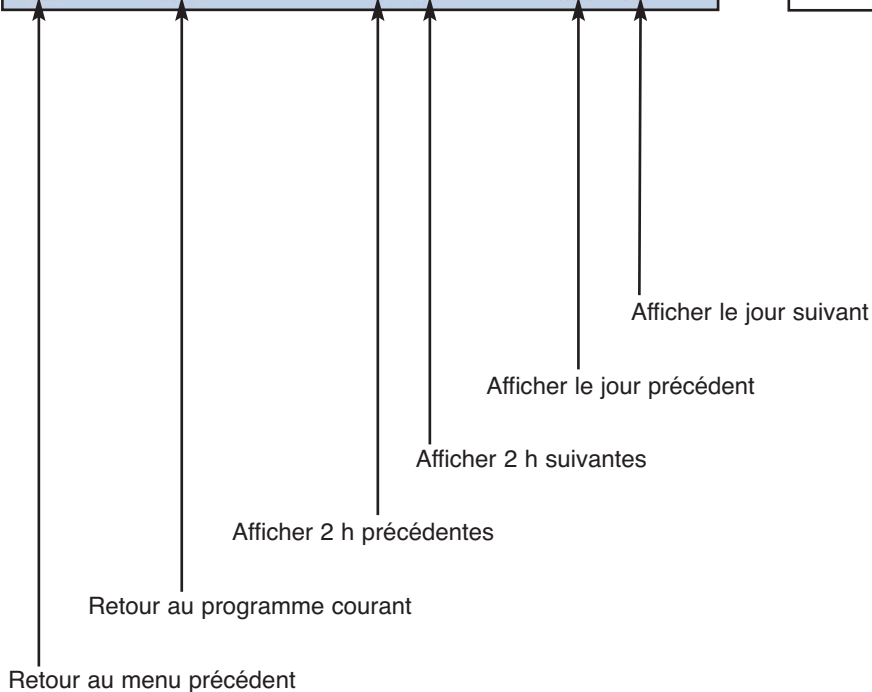 Afficher le jour suivant
Afficher le jour précédent
Afficher 2 h suivantes
Afficher 2 h précédentes
Retour au programme courant
Retour au menu précédent